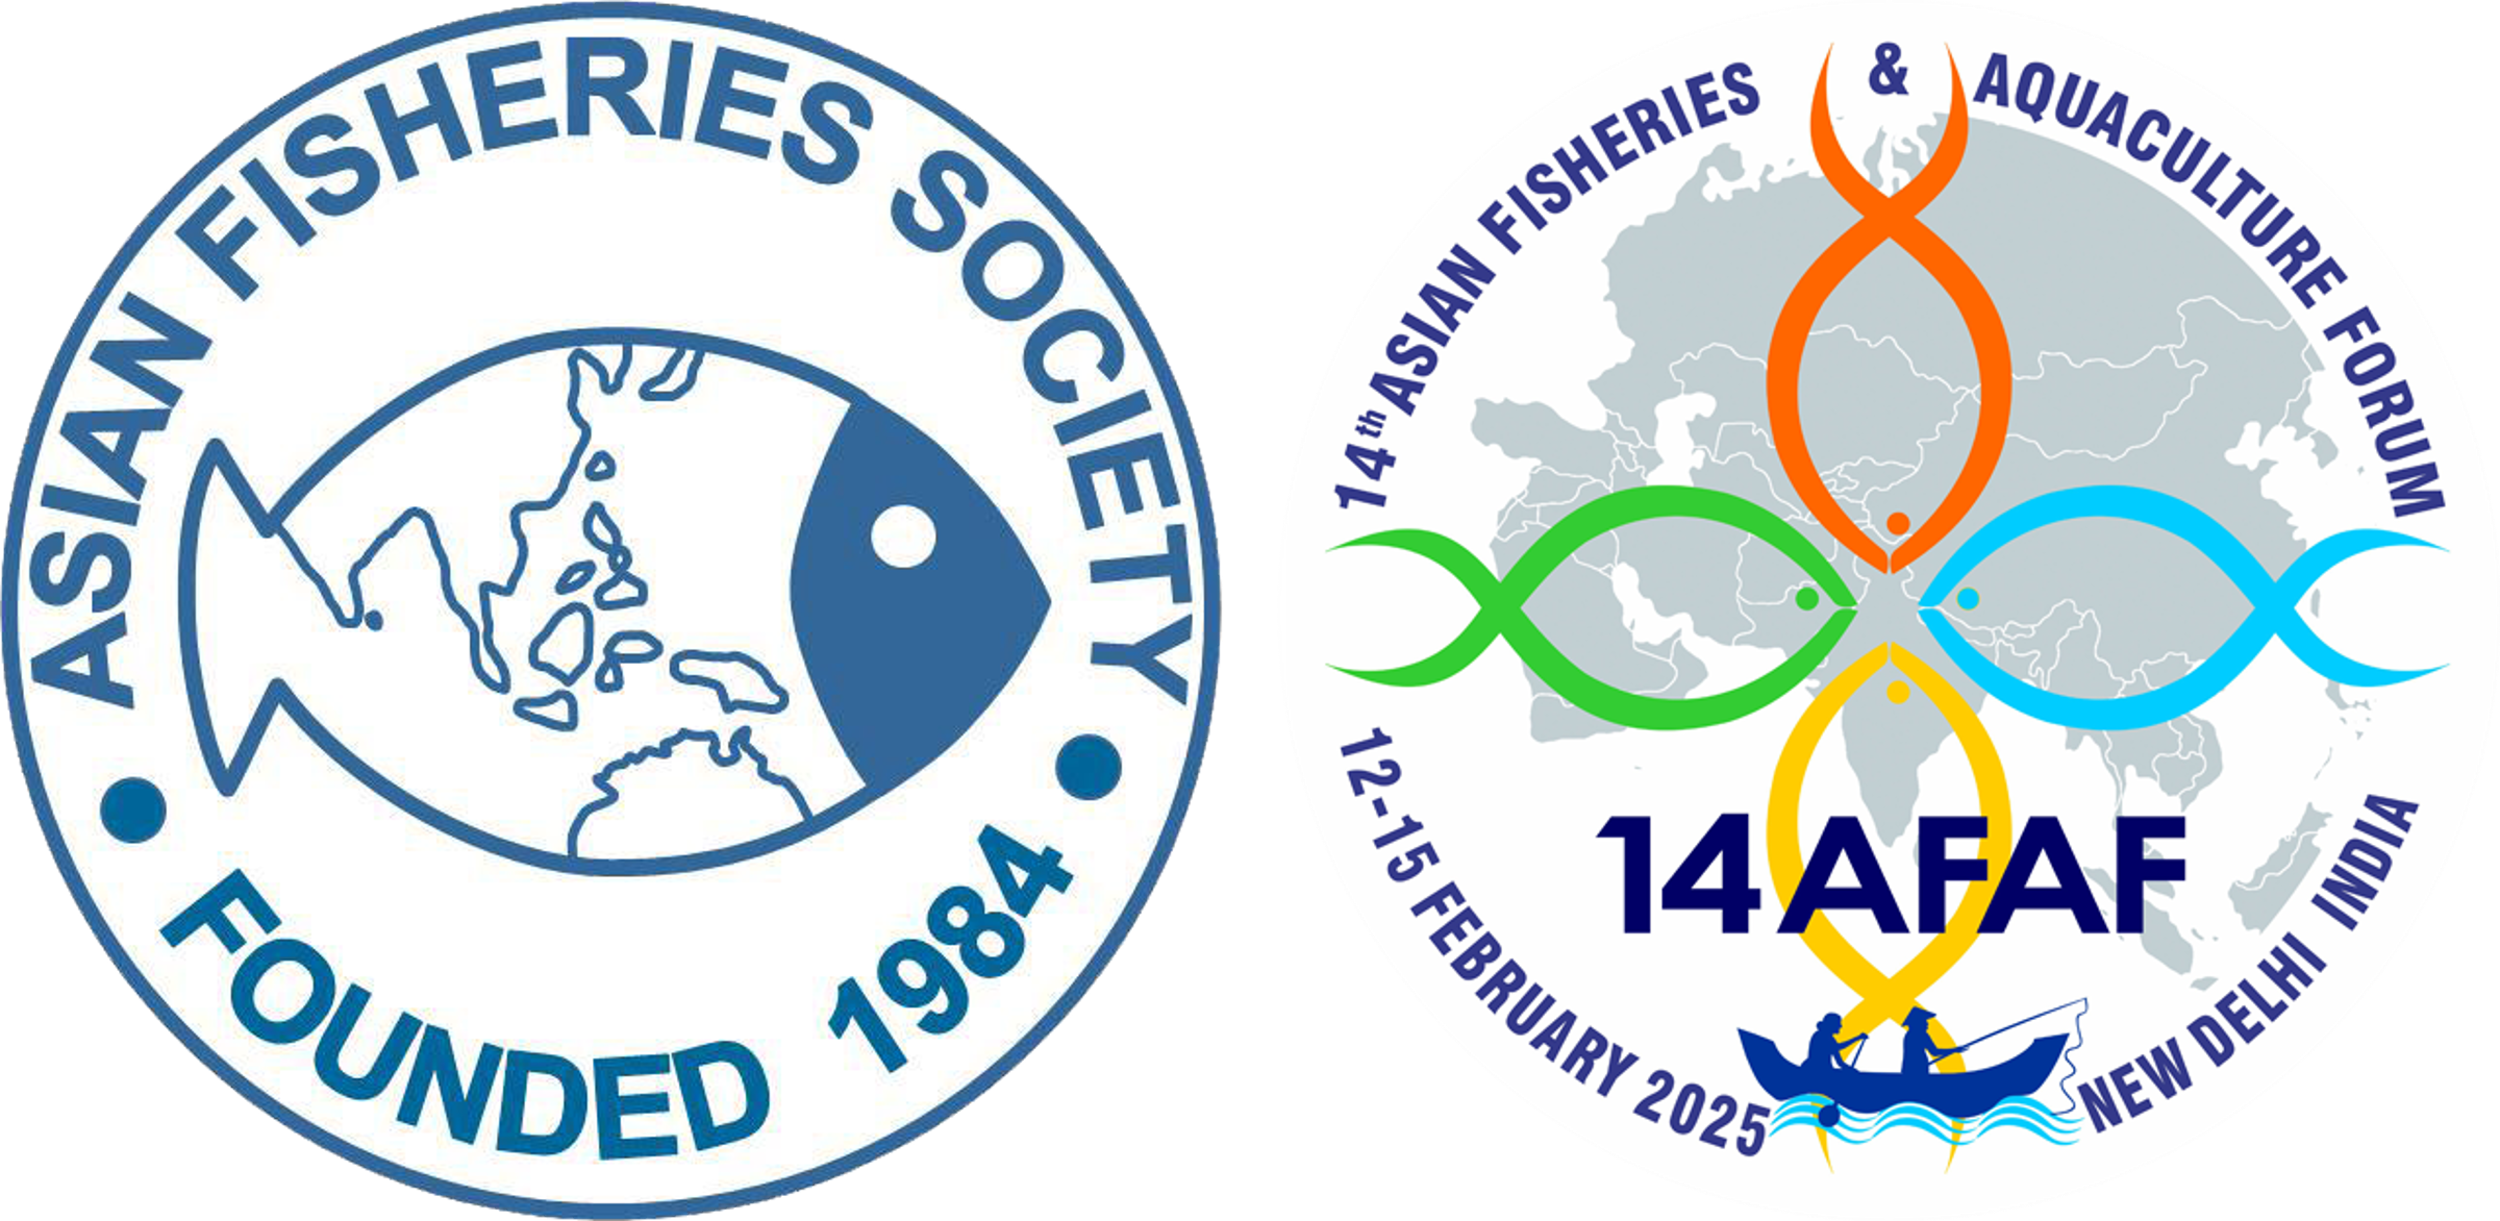 ASIAN FISHERIES SOCIETY
FOUNDED 1984
14th ASIAN FISHERIES & AQUACULTURE FORUM
14AFAF
12-15 FEBRUARY 2025
NEW DELHI INDIA